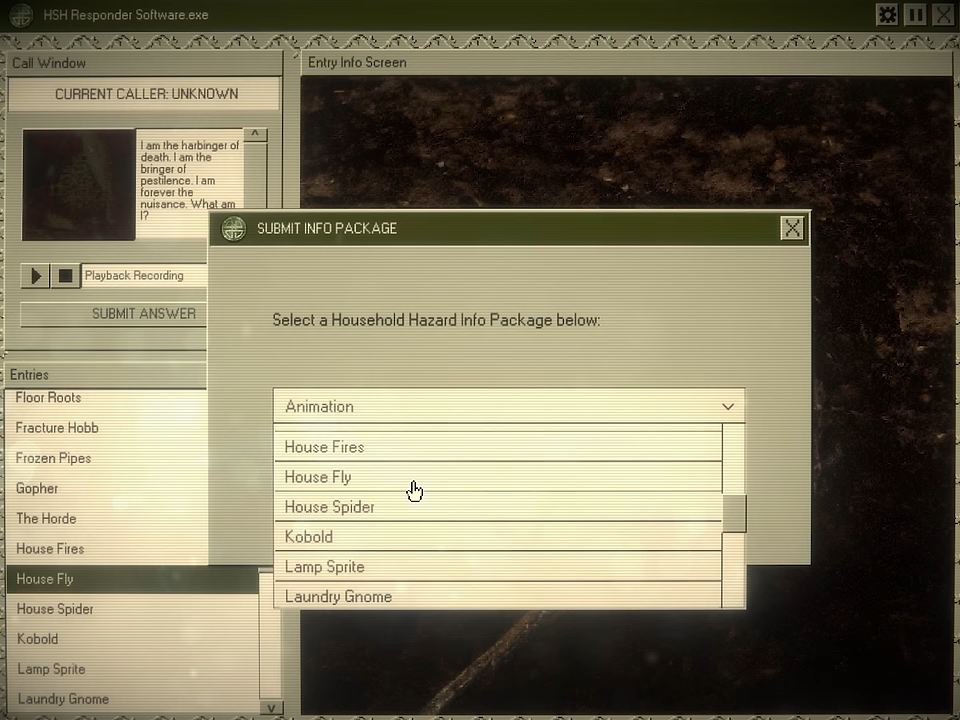 HSH Responder Software.exe
Call Window
CURRENT CALLER: UNKNOWN
I am the harbinger of
death. I am the
bringer of
pestilence. I am
forever the
nuisance. What am
I?
Playback Recording
SUBMIT ANSWER
Entries
Floor Roots
Fracture Hobb
Frozen Pipes
Gopher
The Horde
House Fires
House Fly
House Spider
Kobold
Lamp Sprite
Laundry Gnome
Entry Info Screen
SUBMIT INFO PACKAGE
Select a Household Hazard Info Package below:
Animation
House Fires
House Fly
House Spider
Kobold
Lamp Sprite
Laundry Gnome